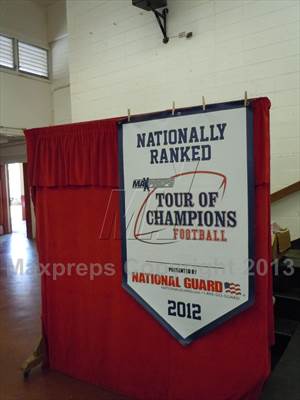 NATIONALLY
RANKED
MAXPREPS
TOUR OF
CHAMPIONS
FOOTBALL
Maxpreps Copyright 2013
PRESENTED BY
NATIONAL GUARD
2012